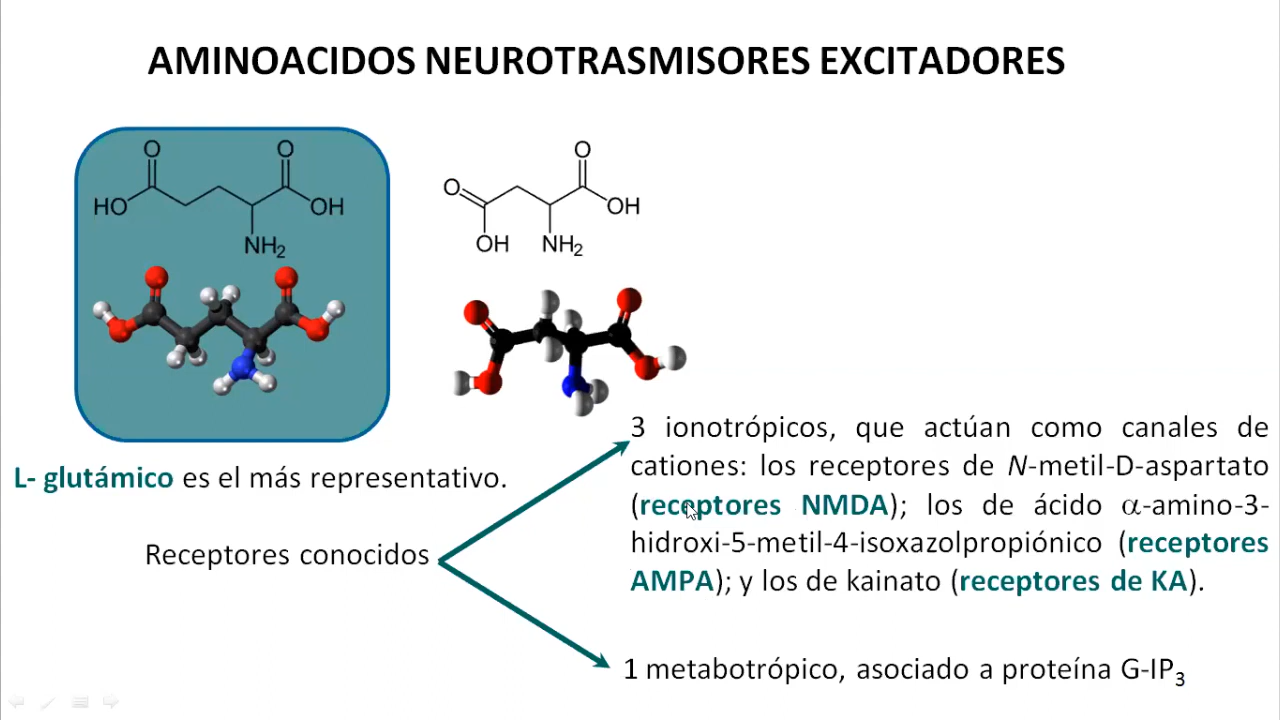 AMINOACIDOS NEUROTRASMISORES EXCITADORES
O O
HO OH
NH₂
O
O OH
OH NH₂
L- glutámico es el más representativo.
Receptores conocidos
3 ionotrópicos, que actúan como canales de
cationes: los receptores de N-metil-D-aspartato
(receptores NMDA); los de ácido α-amino-3-
hidroxi-5-metil-4-isoxazolpropiónico (receptores
AMPA); y los de kainato (receptores de KA).
1 metabotrópico, asociado a proteína G-IP₃